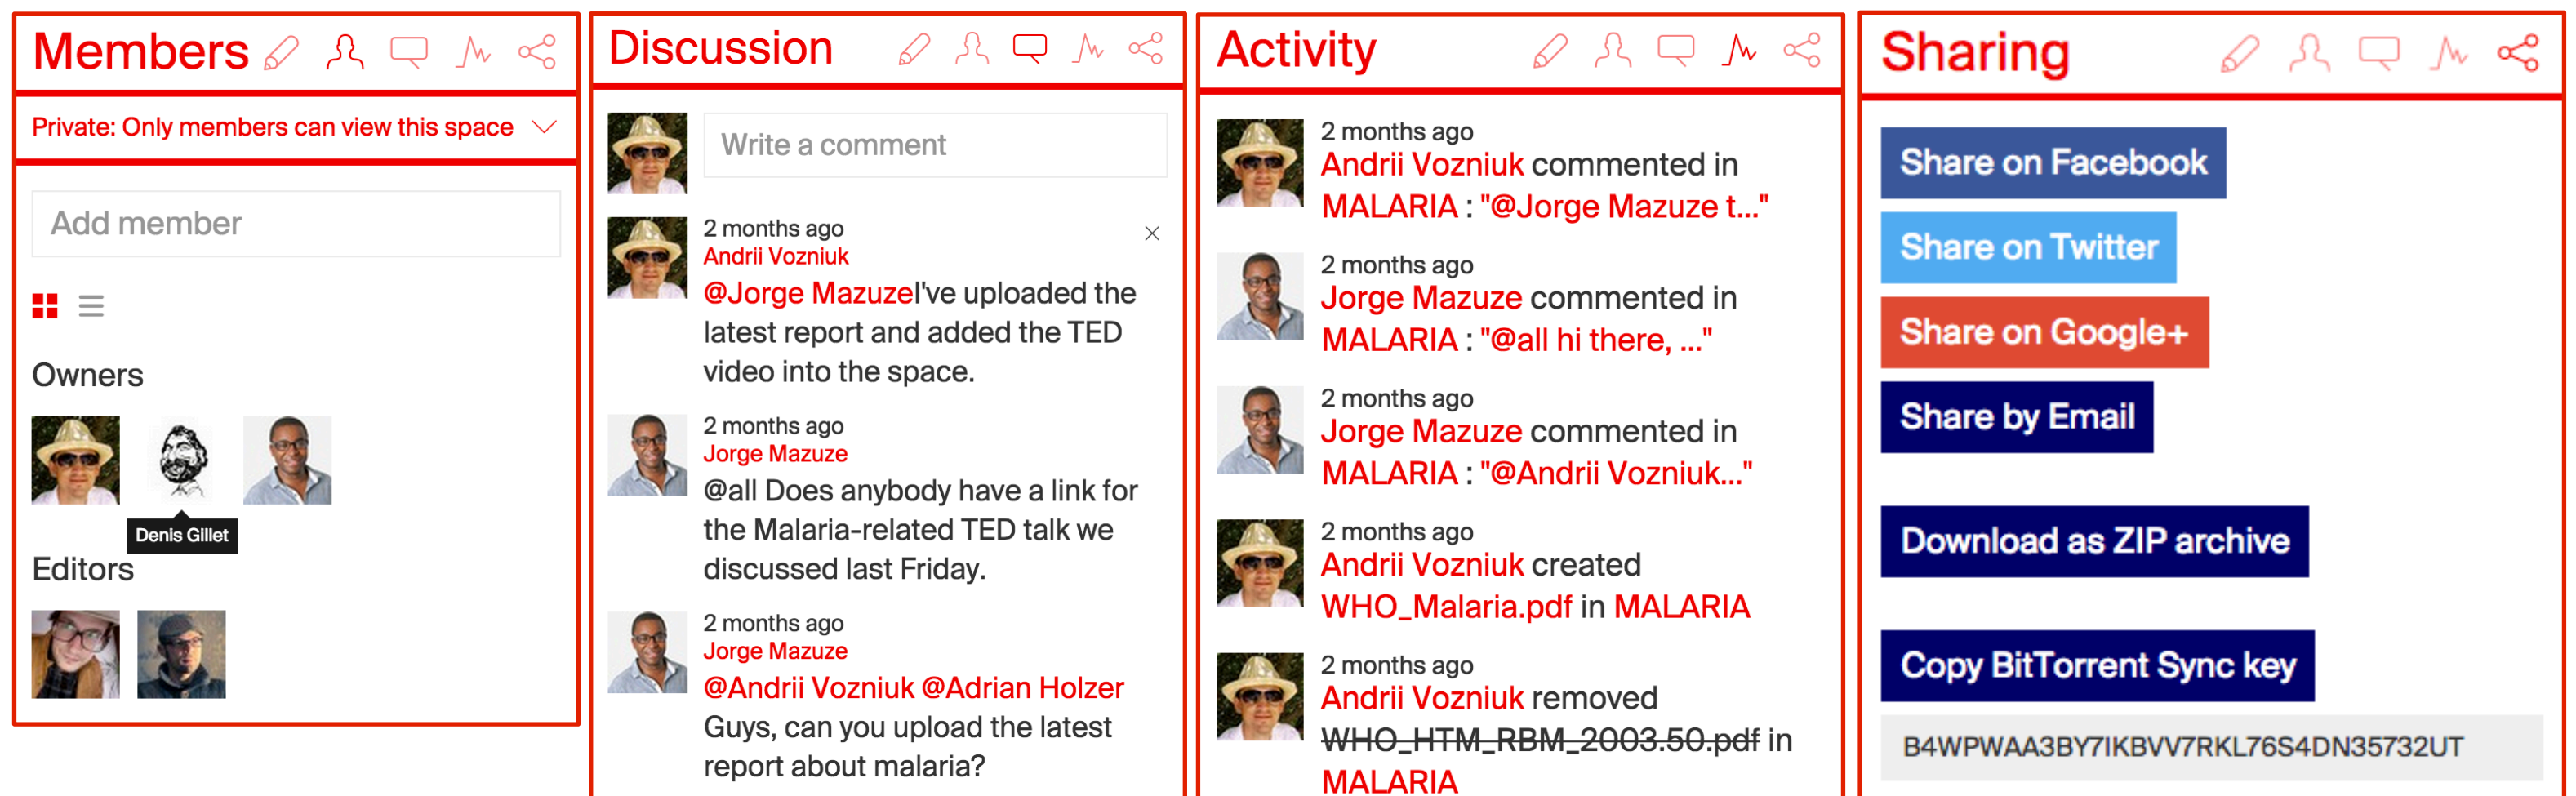 Members
Private: Only members can view this space
Add member
Owners
Denis Gillet
Editors
Discussion
Write a comment
2 months ago
Andrii Vozniuk
@Jorge MazuzeI've uploaded the
latest report and added the TED
video into the space.
2 months ago
Jorge Mazuze
@all Does anybody have a link for
the Malaria-related TED talk we
discussed last Friday.
2 months ago
Jorge Mazuze
@Andrii Vozniuk @Adrian Holzer
Guys, can you upload the latest
report about malaria?
Activity
2 months ago
Andrii Vozniuk commented in
MALARIA : "@Jorge Mazuze t..."
2 months ago
Jorge Mazuze commented in
MALARIA : "@all hi there, ..."
2 months ago
Jorge Mazuze commented in
MALARIA : "@Andrii Vozniuk..."
2 months ago
Andrii Vozniuk created
WHO_Malaria.pdf in MALARIA
2 months ago
Andrii Vozniuk removed
WHO_HTM_RBM_2003.50.pdf in
MALARIA
Sharing
Share on Facebook
Share on Twitter
Share on Google+
Share by Email
Download as ZIP archive
Copy BitTorrent Sync key
B4WPWAA3BY7IKBVV7RKL76S4DN35732UT